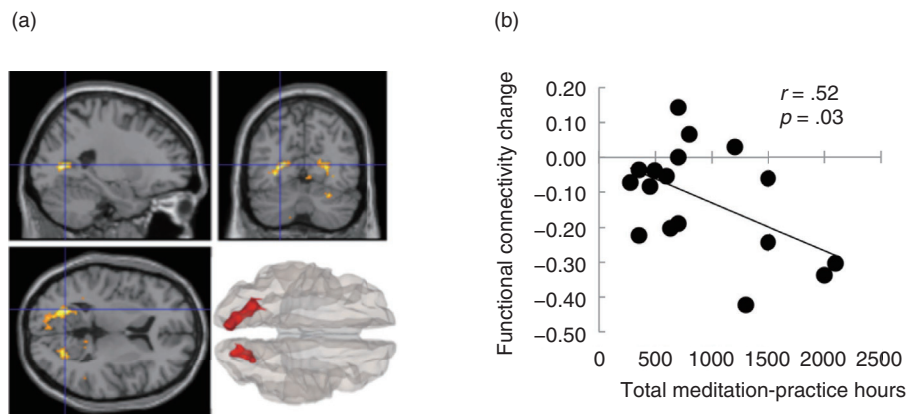 (a)
(b)
Functional connectivity change
0.20
0.10
0.00
−0.10
−0.20
−0.30
−0.40
−0.50
r = .52
p = .03
0 500 1000 1500 2000 2500
Total meditation-practice hours